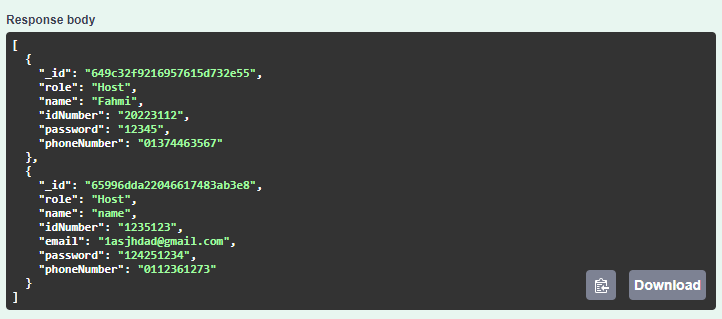 Response body
[
  {
    "_id": "649c32f9216957615d732e55",
    "role": "Host",
    "name": "Fahmi",
    "idNumber": "20223112",
    "password": "12345",
    "phoneNumber": "01374463567"
  },
  {
    "_id": "65996dda22046617483ab3e8",
    "role": "Host",
    "name": "name",
    "idNumber": "1235123",
    "email": "1asjhdad@gmail.com",
    "password": "124251234",
    "phoneNumber": "0112361273"
  }
]
Download